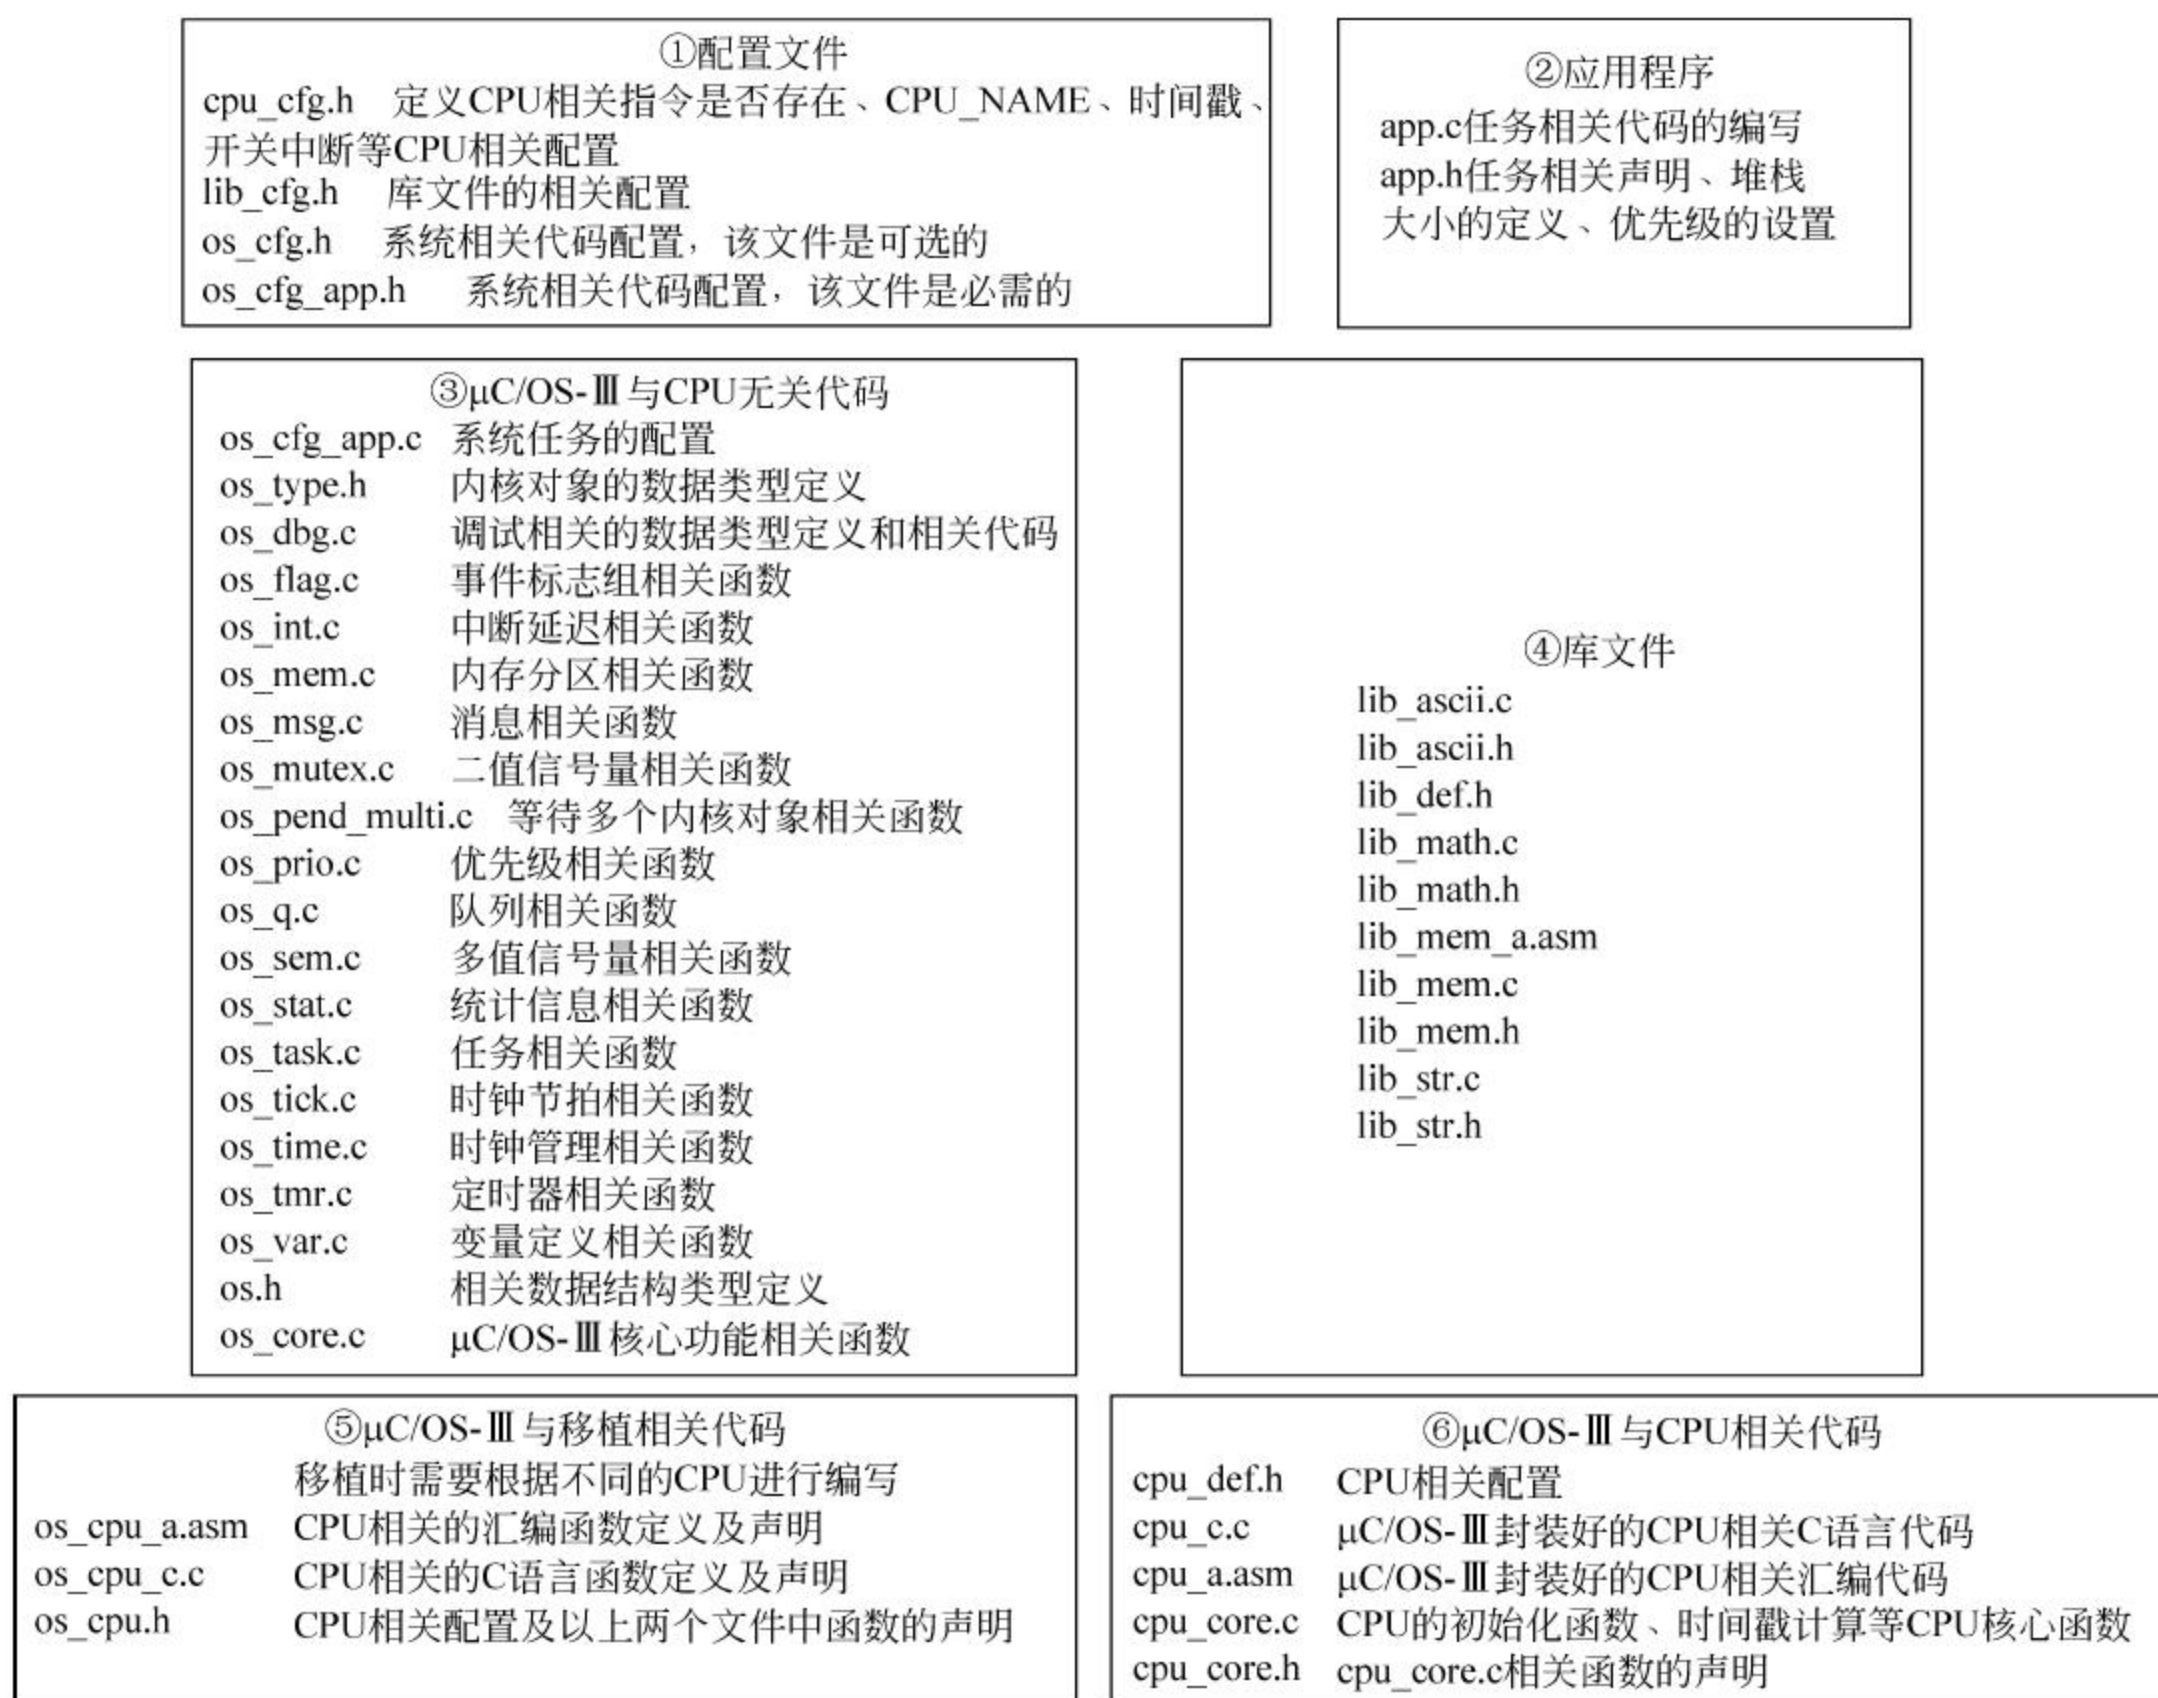 ①配置文件
cpu_cfg.h 定义CPU相关指令是否存在、CPU_NAME、时间戳、
开关中断等CPU相关配置
lib_cfg.h 库文件的相关配置
os_cfg.h 系统相关代码配置，该文件是可选的
os_cfg_app.h 系统相关代码配置，该文件是必需的
②应用程序
app.c任务相关代码的编写
app.h任务相关声明、堆栈
大小的定义、优先级的设置
③μC/OS-Ⅲ与CPU无关代码
os_cfg_app.c 系统任务的配置
os_type.h 内核对象的数据类型定义
os_dbg.c 调试相关的数据类型定义和相关代码
os_flag.c 事件标志组相关函数
os_int.c 中断延迟相关函数
os_mem.c 内存分区相关函数
os_msg.c 消息相关函数
os_mutex.c 二值信号量相关函数
os_pend_multi.c 等待多个内核对象相关函数
os_prio.c 优先级相关函数
os_q.c 队列相关函数
os_sem.c 多值信号量相关函数
os_stat.c 统计信息相关函数
os_task.c 任务相关函数
os_tick.c 时钟节拍相关函数
os_time.c 时钟管理相关函数
os_tmr.c 定时器相关函数
os_var.c 变量定义相关函数
os.h 相关数据结构类型定义
os_core.c μC/OS-Ⅲ核心功能相关函数
④库文件
lib_ascii.c
lib_ascii.h
lib_def.h
lib_math.c
lib_math.h
lib_mem_a.asm
lib_mem.c
lib_mem.h
lib_str.c
lib_str.h
⑤μC/OS-Ⅲ与移植相关代码
移植时需要根据不同的CPU进行编写
os_cpu_a.asm CPU相关的汇编函数定义及声明
os_cpu_c.c CPU相关的C语言函数定义及声明
os_cpu.h CPU相关配置及以上两个文件中函数的声明
⑥μC/OS-Ⅲ与CPU相关代码
cpu_def.h CPU相关配置
cpu_c.c μC/OS-Ⅲ封装好的CPU相关C语言代码
cpu_a.asm μC/OS-Ⅲ封装好的CPU相关汇编代码
cpu_core.c CPU的初始化函数、时间戳计算等CPU核心函数
cpu_core.h cpu_core.c相关函数的声明